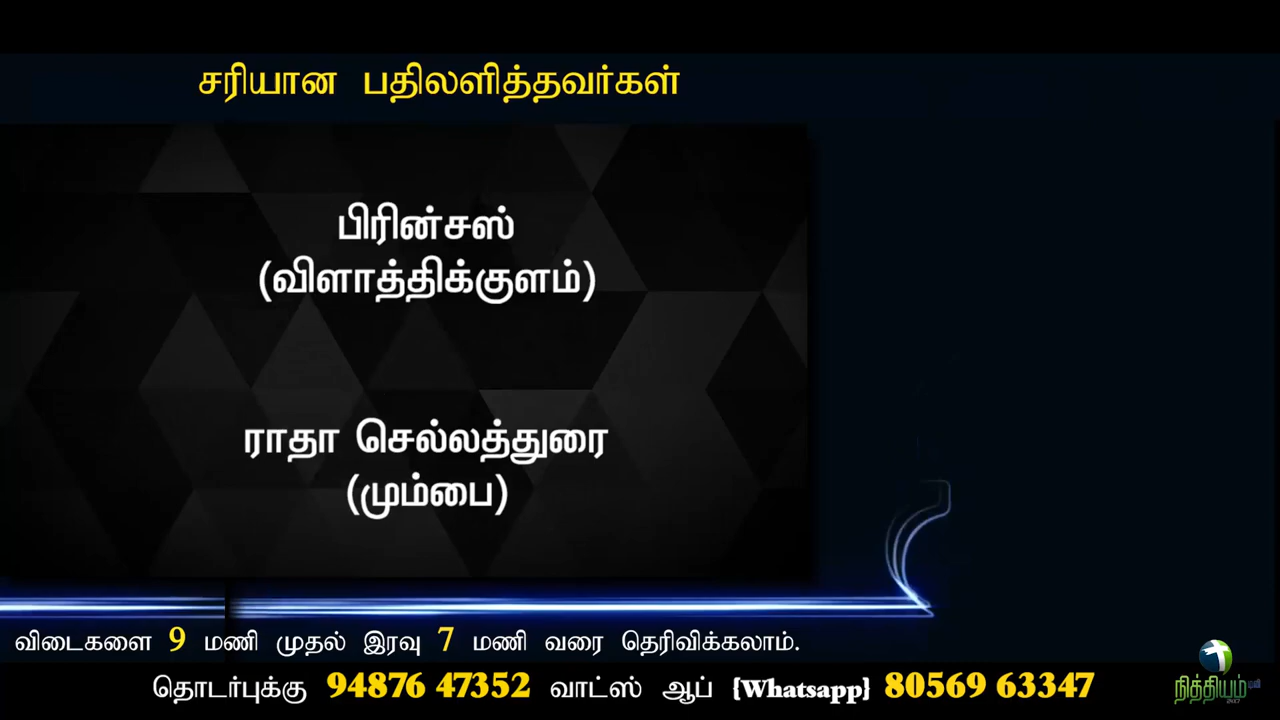 சரியான பதிலளித்தவர்கள்
பிரின்சஸ்
(விளாத்திக்குளம்)
ராதா செல்லத்துரை
(மும்பை)
விடைகளை 9 மணி முதல் இரவு 7 மணி வரை தெரிவிக்கலாம்.
தொடர்புக்கு 94876 47352 வாட்ஸ் ஆப் {Whatsapp} 80569 63347
நித்தியம் டிவி
24X7